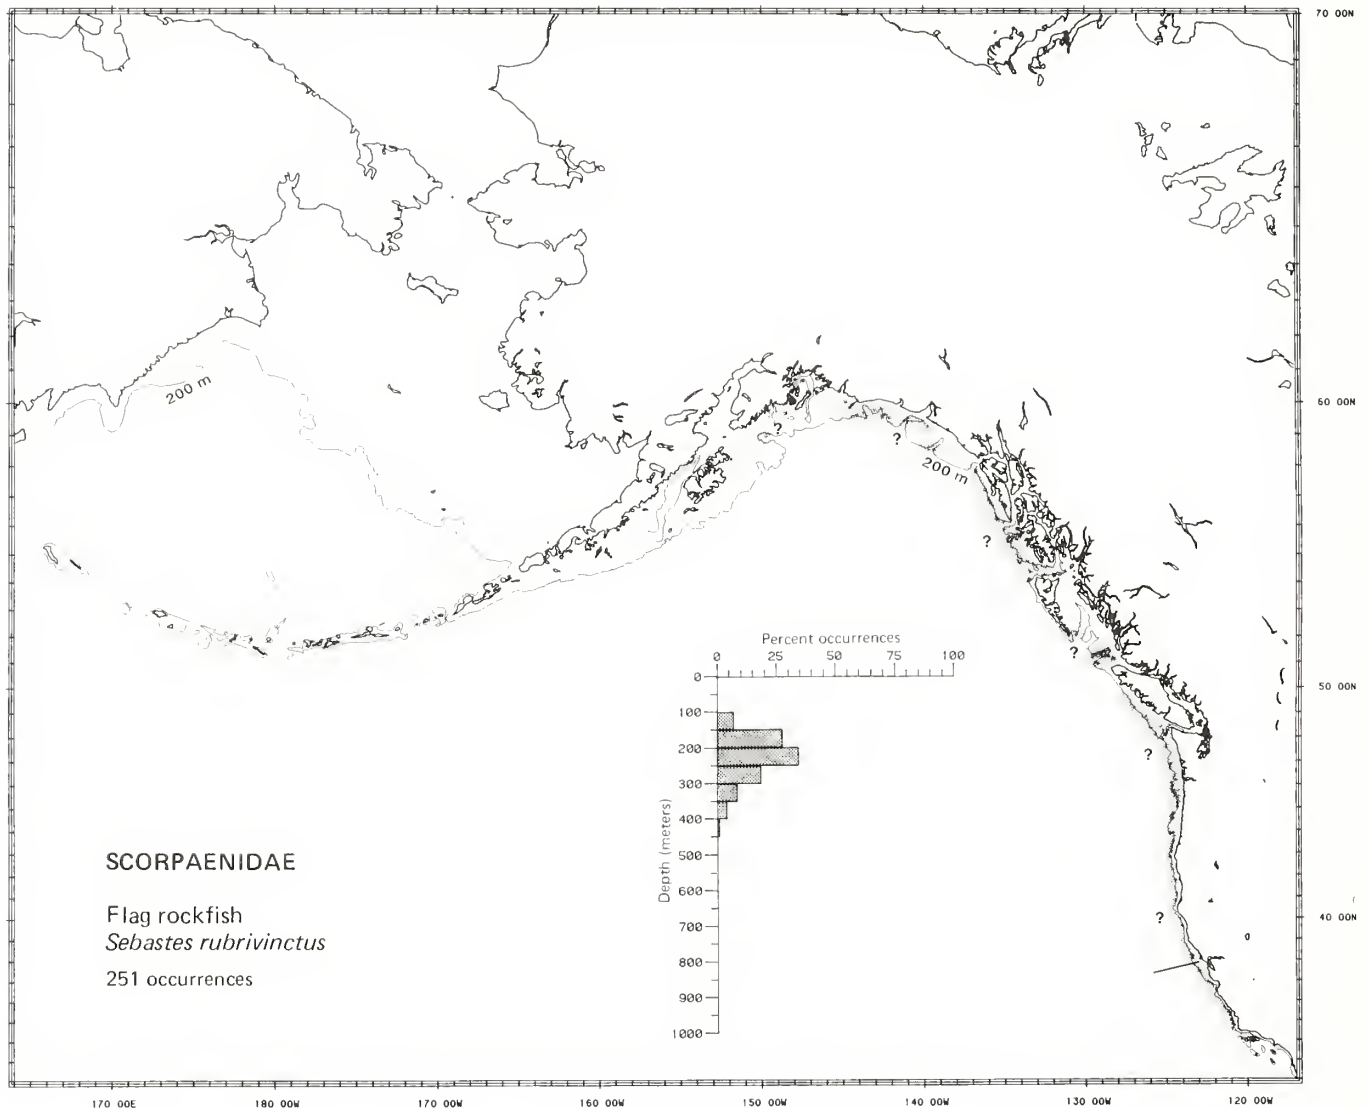 70 00N
200 m
60 00N
?
?
200 m
?
?
50 00N
?
?
40 00N
Percent occurrences
0 25 50 75 100
0
100
200
300
400
500
600
700
800
900
1000
Depth (meters)
SCORPAENIDAE
Flag rockfish
Sebastes rubrivinctus
251 occurrences
170 00E 180 00W 170 00W 160 00W 150 00W 140 00W 130 00W 120 00W